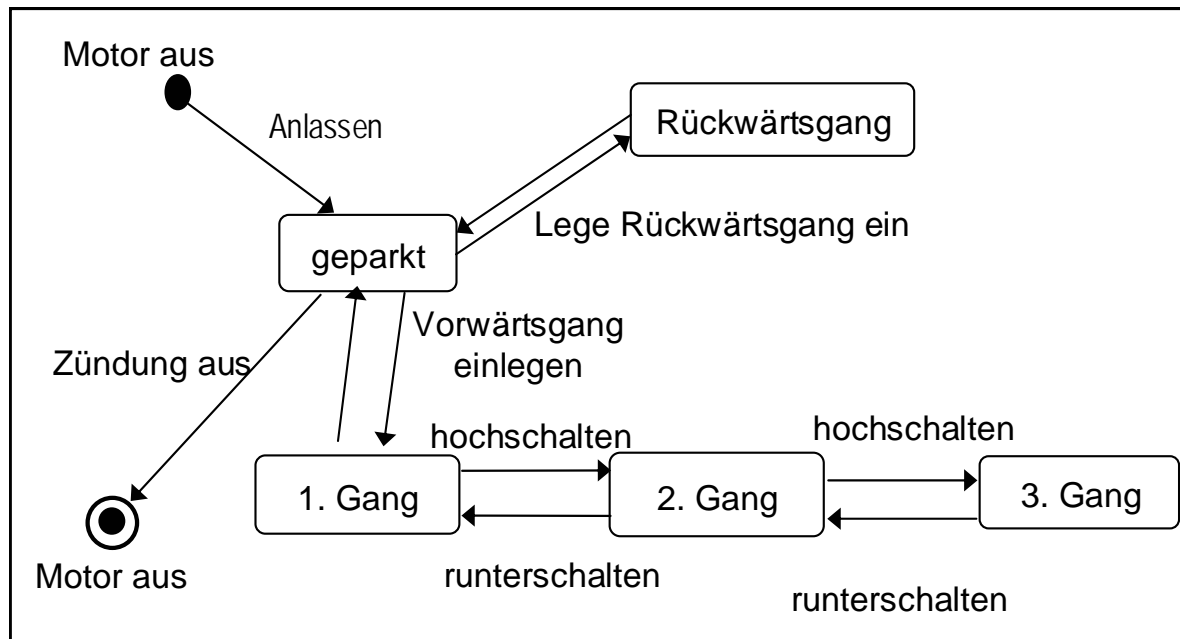 Motor aus
Anlassen
Rückwärtsgang
Lege Rückwärtsgang ein
geparkt
Vorwärtsgang
einlegen
Zündung aus
hochschalten
hochschalten
1. Gang
2. Gang
3. Gang
runterschalten
runterschalten
Motor aus